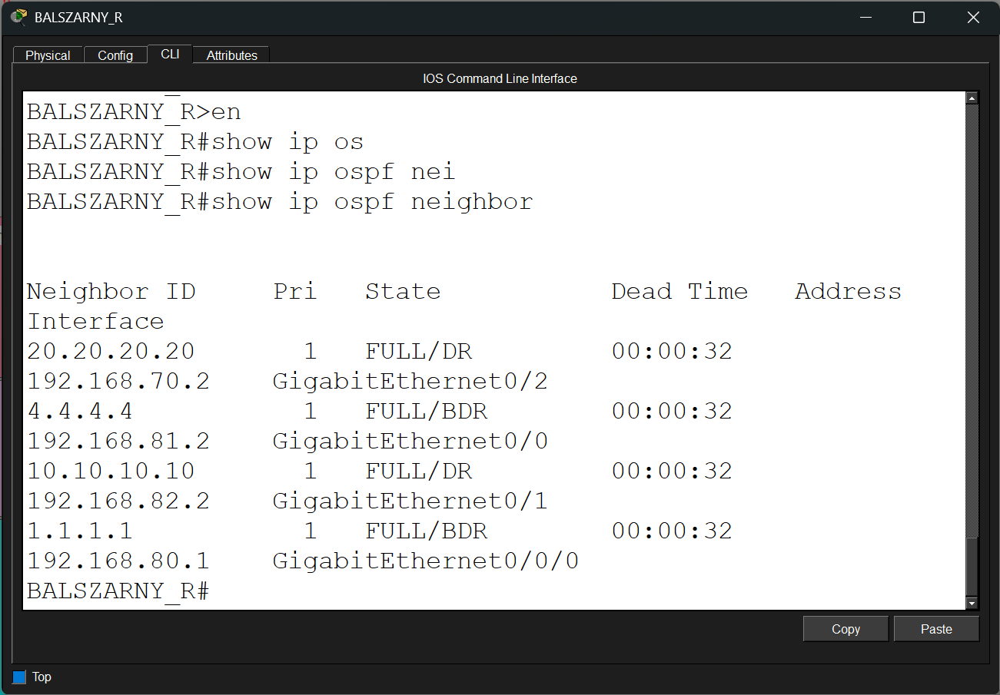 BALSZARNY_R
Physical Config CLI Attributes
IOS Command Line Interface
BALSZARNY_R>en
BALSZARNY_R#show ip os
BALSZARNY_R#show ip ospf nei
BALSZARNY_R#show ip ospf neighbor
Neighbor ID     Pri   State           Dead Time   Address
Interface
20.20.20.20       1   FULL/DR         00:00:32
192.168.70.2    GigabitEthernet0/2
4.4.4.4           1   FULL/BDR        00:00:32
192.168.81.2    GigabitEthernet0/0
10.10.10.10       1   FULL/DR         00:00:32
192.168.82.2    GigabitEthernet0/1
1.1.1.1           1   FULL/BDR        00:00:32
192.168.80.1    GigabitEthernet0/0/0
BALSZARNY_R#
Copy Paste
Top